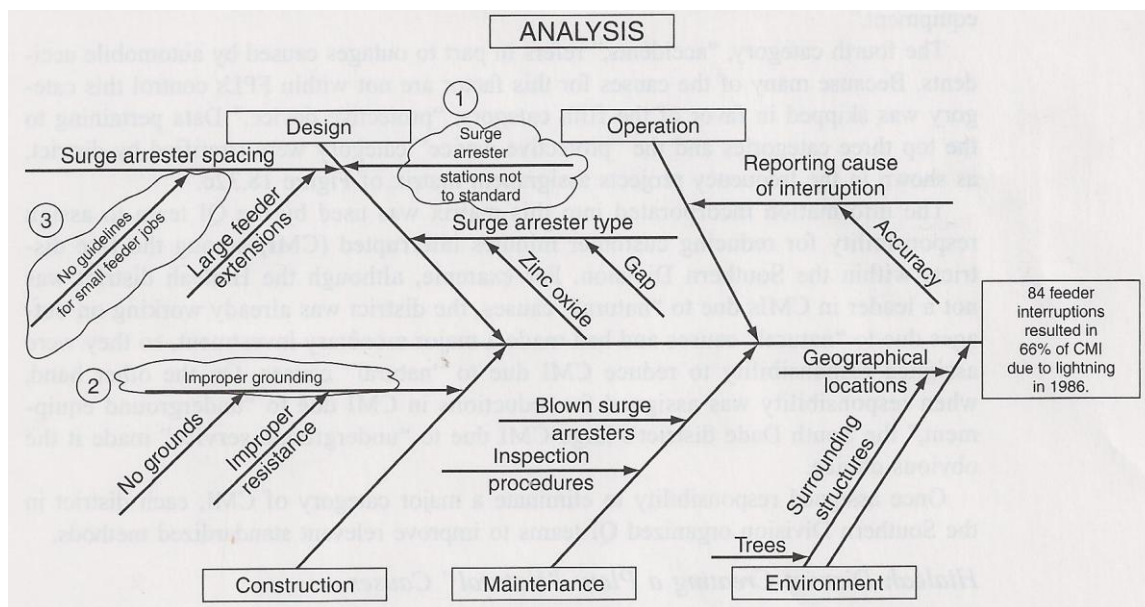 ANALYSIS
1
Design
Surge
arrester
stations not
to standard
Operation
Surge arrester spacing
Reporting cause
of interruption
3
No guidelines
for small feeder jobs
Large feeder
extensions
Surge arrester type
Zinc oxide
Gap
Accuracy
84 feeder
interruptions
resulted in
66% of CMI
due to lightning
in 1986.
2
Improper grounding
Geographical
locations
No grounds
Improper
resistance
Blown surge
arresters
Inspection
procedures
Surrounding
structures
Trees
Construction
Maintenance
Environment